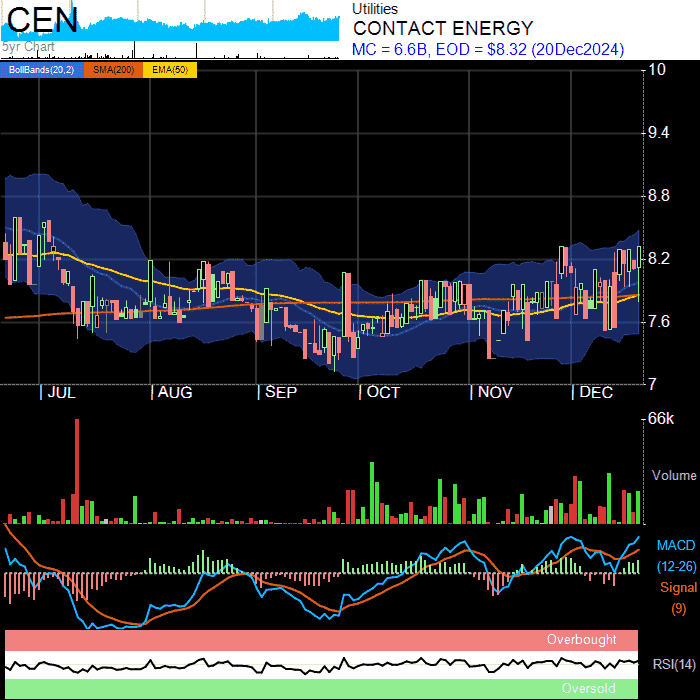 CEN
5yr Chart
Utilities
CONTACT ENERGY
MC = 6.6B, EOD = $8.32 (20Dec2024)
BollBands(20,2) SMA(200) EMA(50)
10
9.4
8.8
8.2
7.6
7
JUL AUG SEP OCT NOV DEC
66k
Volume
MACD
(12-26)
Signal
(9)
Overbought
RSI(14)
Oversold